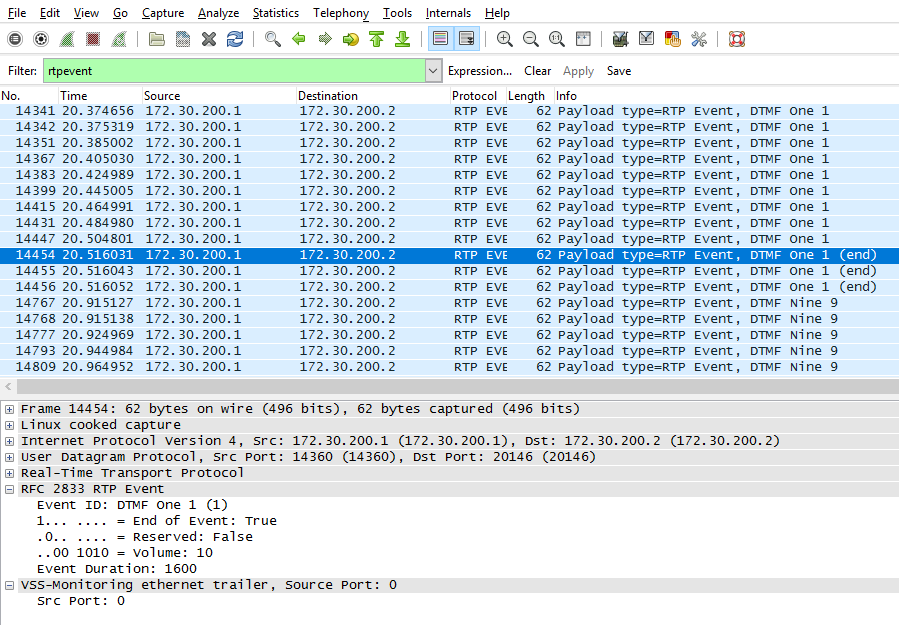 File Edit View Go Capture Analyze Statistics Telephony Tools Internals Help
Filter: rtpevent Expression... Clear Apply Save
No. Time Source Destination Protocol Length Info
14341 20.374656 172.30.200.1 172.30.200.2 RTP EVE 62 Payload type=RTP Event, DTMF One 1
14342 20.375319 172.30.200.1 172.30.200.2 RTP EVE 62 Payload type=RTP Event, DTMF One 1
14351 20.385002 172.30.200.1 172.30.200.2 RTP EVE 62 Payload type=RTP Event, DTMF One 1
14367 20.405030 172.30.200.1 172.30.200.2 RTP EVE 62 Payload type=RTP Event, DTMF One 1
14383 20.424989 172.30.200.1 172.30.200.2 RTP EVE 62 Payload type=RTP Event, DTMF One 1
14399 20.445005 172.30.200.1 172.30.200.2 RTP EVE 62 Payload type=RTP Event, DTMF One 1
14415 20.464991 172.30.200.1 172.30.200.2 RTP EVE 62 Payload type=RTP Event, DTMF One 1
14431 20.484980 172.30.200.1 172.30.200.2 RTP EVE 62 Payload type=RTP Event, DTMF One 1
14447 20.504801 172.30.200.1 172.30.200.2 RTP EVE 62 Payload type=RTP Event, DTMF One 1
14454 20.516031 172.30.200.1 172.30.200.2 RTP EVE 62 Payload type=RTP Event, DTMF One 1 (end)
14455 20.516043 172.30.200.1 172.30.200.2 RTP EVE 62 Payload type=RTP Event, DTMF One 1 (end)
14456 20.516052 172.30.200.1 172.30.200.2 RTP EVE 62 Payload type=RTP Event, DTMF One 1 (end)
14767 20.915127 172.30.200.1 172.30.200.2 RTP EVE 62 Payload type=RTP Event, DTMF Nine 9
14768 20.915138 172.30.200.1 172.30.200.2 RTP EVE 62 Payload type=RTP Event, DTMF Nine 9
14777 20.924969 172.30.200.1 172.30.200.2 RTP EVE 62 Payload type=RTP Event, DTMF Nine 9
14793 20.944984 172.30.200.1 172.30.200.2 RTP EVE 62 Payload type=RTP Event, DTMF Nine 9
14809 20.964952 172.30.200.1 172.30.200.2 RTP EVE 62 Payload type=RTP Event, DTMF Nine 9
Frame 14454: 62 bytes on wire (496 bits), 62 bytes captured (496 bits)
Linux cooked capture
Internet Protocol Version 4, Src: 172.30.200.1 (172.30.200.1), Dst: 172.30.200.2 (172.30.200.2)
User Datagram Protocol, Src Port: 14360 (14360), Dst Port: 20146 (20146)
Real-Time Transport Protocol
RFC 2833 RTP Event
Event ID: DTMF One 1 (1)
1... .... = End of Event: True
.0.. .... = Reserved: False
..00 1010 = Volume: 10
Event Duration: 1600
VSS-Monitoring ethernet trailer, Source Port: 0
Src Port: 0